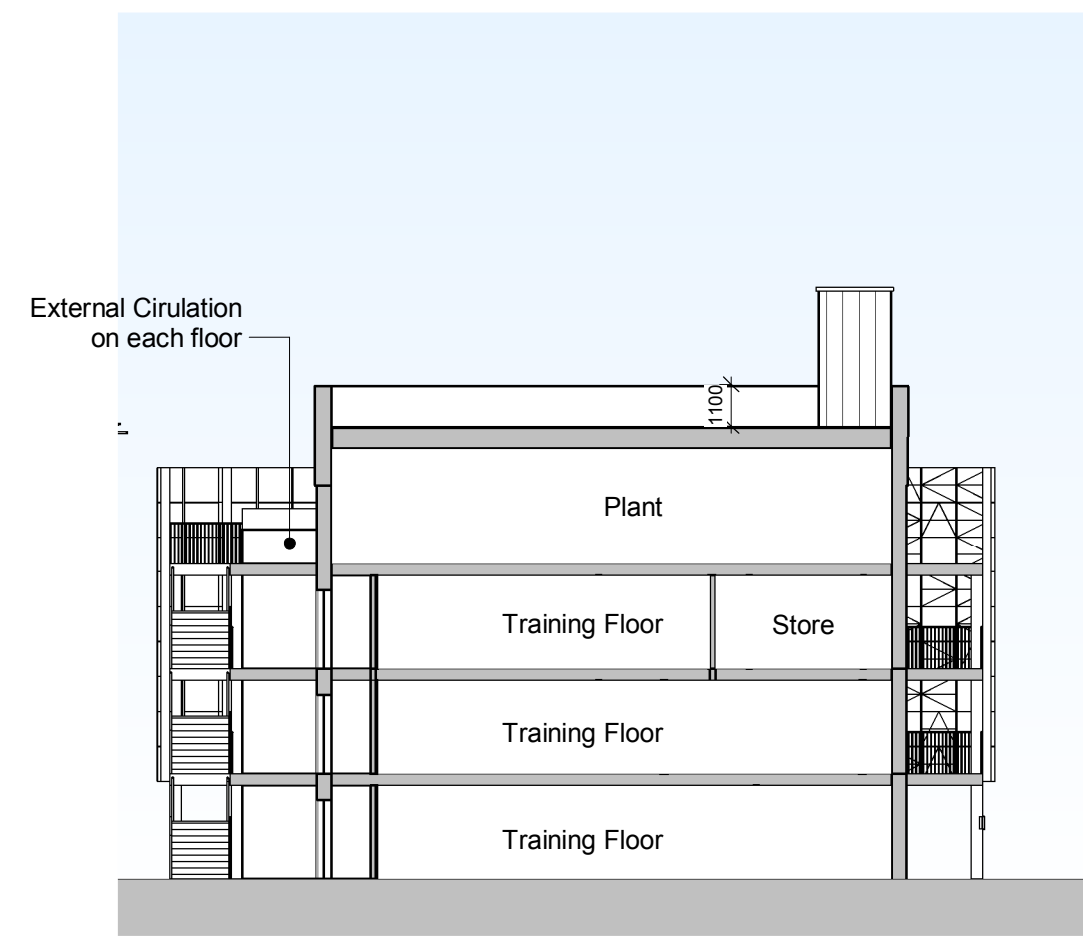 External Cirulation
on each floor
1100
Plant
Training Floor
Store
Training Floor
Training Floor